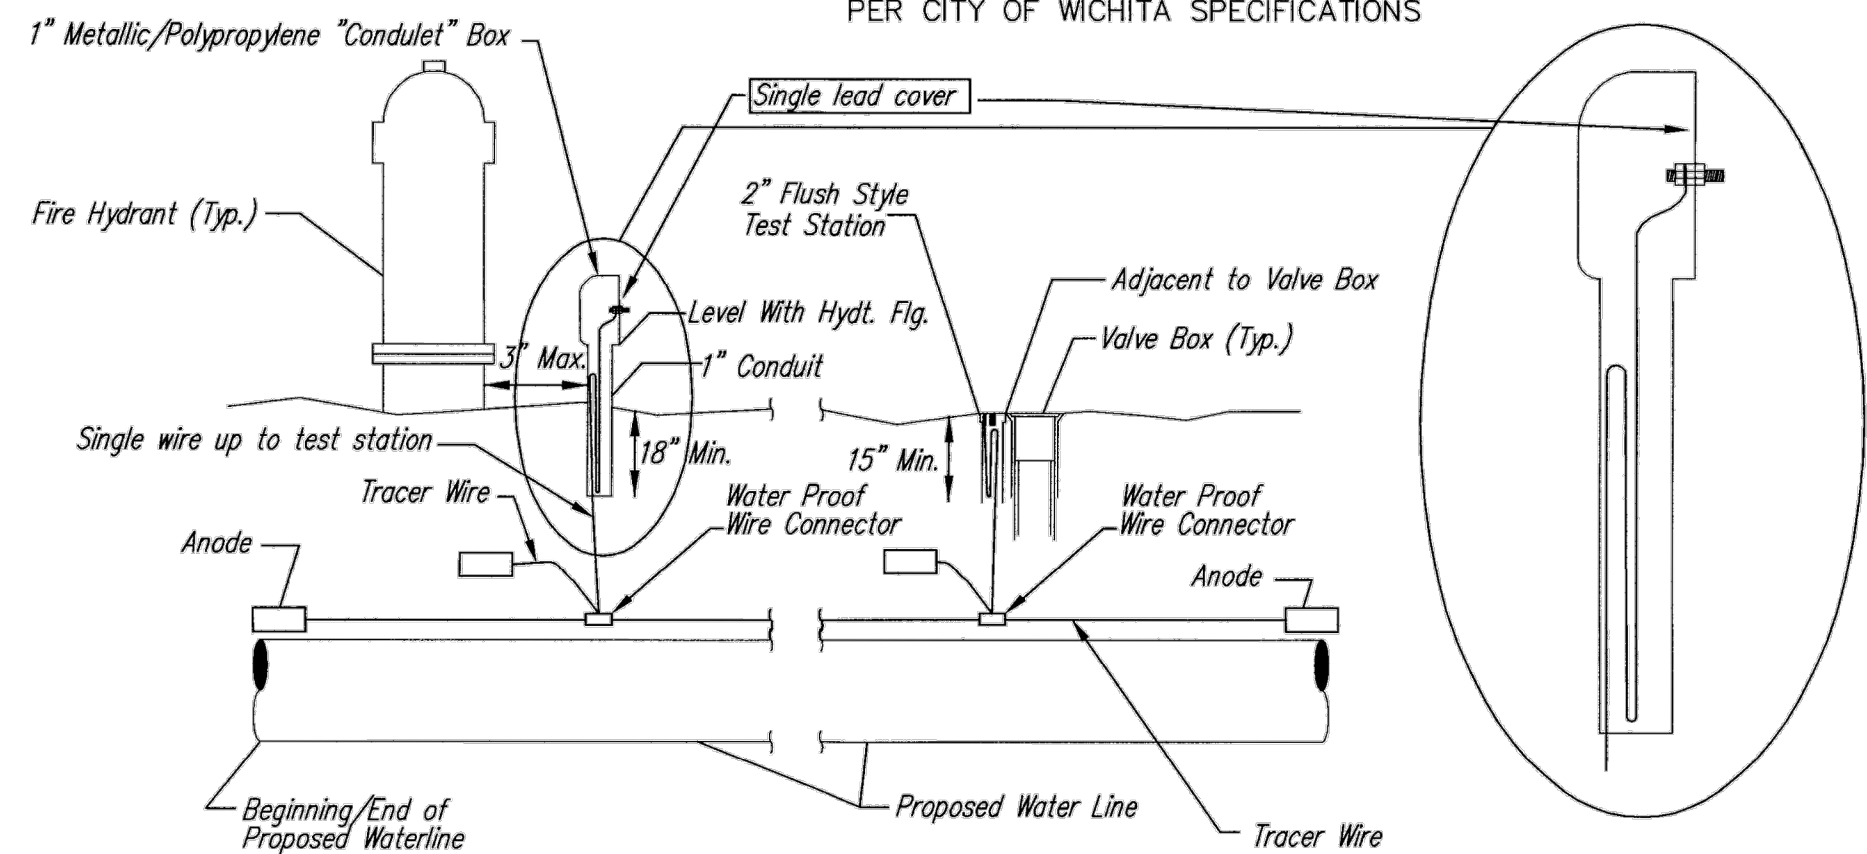 PER CITY OF WICHITA SPECIFICATIONS
1" Metallic/Polypropylene "Condulet" Box
Single lead cover
2" Flush Style
Test Station
Fire Hydrant (Typ.)
Adjacent to Valve Box
Level With Hydt. Flg.
Valve Box (Typ.)
3" Max.
1" Conduit
Single wire up to test station
18" Min.
15" Min.
Tracer Wire
Water Proof
Wire Connector
Water Proof
Wire Connector
Anode
Anode
Beginning/End of
Proposed Waterline
Proposed Water Line
Tracer Wire